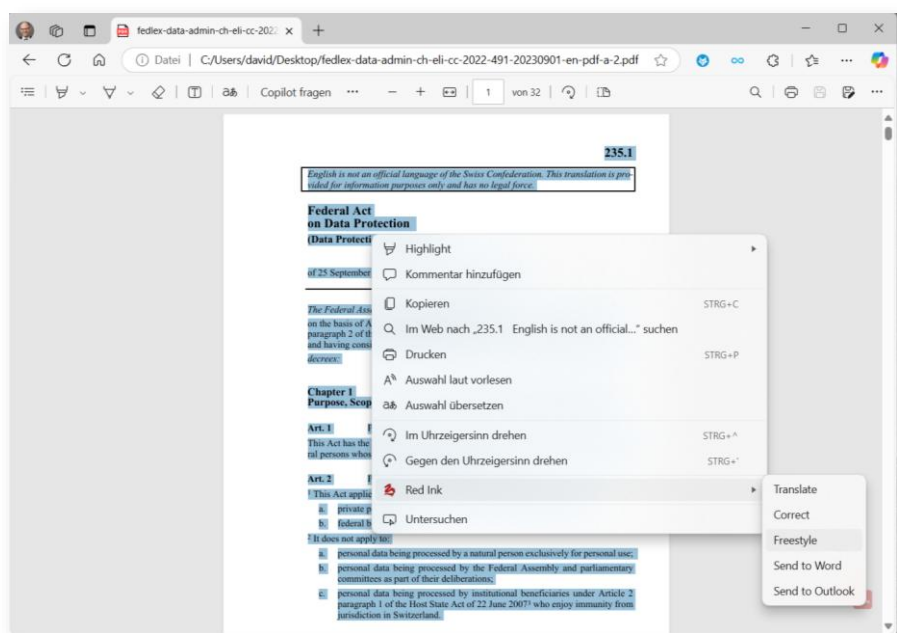 fedlex-data-admin-ch-eli-cc-202
Datei | C:/Users/david/Desktop/fedlex-data-admin-ch-eli-cc-2022-491-20230901-en-pdf-a-2.pdf
Copilot fragen 1 von 32
235.1
English is not an official language of the Swiss Confederation. This translation is pro-
vided for information purposes only and has no legal force.
Federal Act
on Data Protection
(Data Protecti
of 25 September
The Federal Ass
on the basis of A
paragraph 2 of th
and having consi
decrees:
Chapter 1
Purpose, Scop
Art. 1
This Act has the
ral persons whos
Art. 2
1 This Act applie
a. private p
b. federal b
2 It does not apply to:
a. personal data being processed by a natural person exclusively for personal use;
b. personal data being processed by the Federal Assembly and parliamentary
committees as part of their deliberations;
c. personal data being processed by institutional beneficiaries under Article 2
paragraph 1 of the Host State Act of 22 June 2007³ who enjoy immunity from
jurisdiction in Switzerland.
Highlight
Kommentar hinzufügen
Kopieren STRG+C
Im Web nach „235.1 English is not an official..." suchen
Drucken STRG+P
Auswahl laut vorlesen
Auswahl übersetzen
Im Uhrzeigersinn drehen STRG+^
Gegen den Uhrzeigersinn drehen STRG+'
Red Ink
Untersuchen
Translate
Correct
Freestyle
Send to Word
Send to Outlook